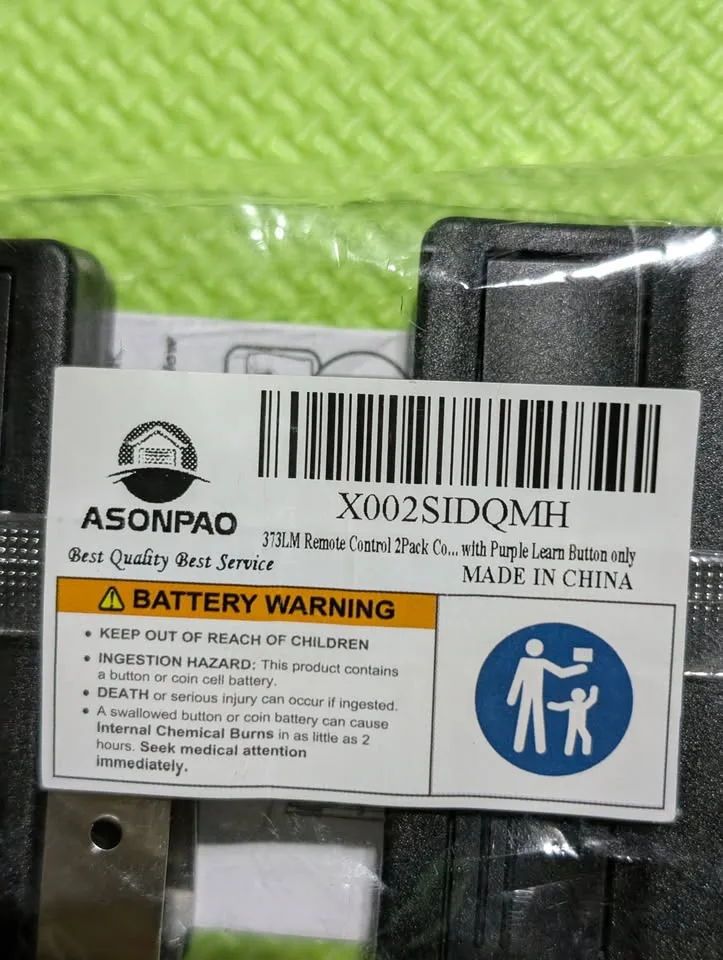 ASONPAO
Best Quality Best Service
X002SIDQMH
373LM Remote Control 2Pack Co... with Purple Learn Button only
MADE IN CHINA
BATTERY WARNING
• KEEP OUT OF REACH OF CHILDREN
• INGESTION HAZARD: This product contains
a button or coin cell battery.
• DEATH or serious injury can occur if ingested.
• A swallowed button or coin battery can cause
Internal Chemical Burns in as little as 2
hours. Seek medical attention
immediately.